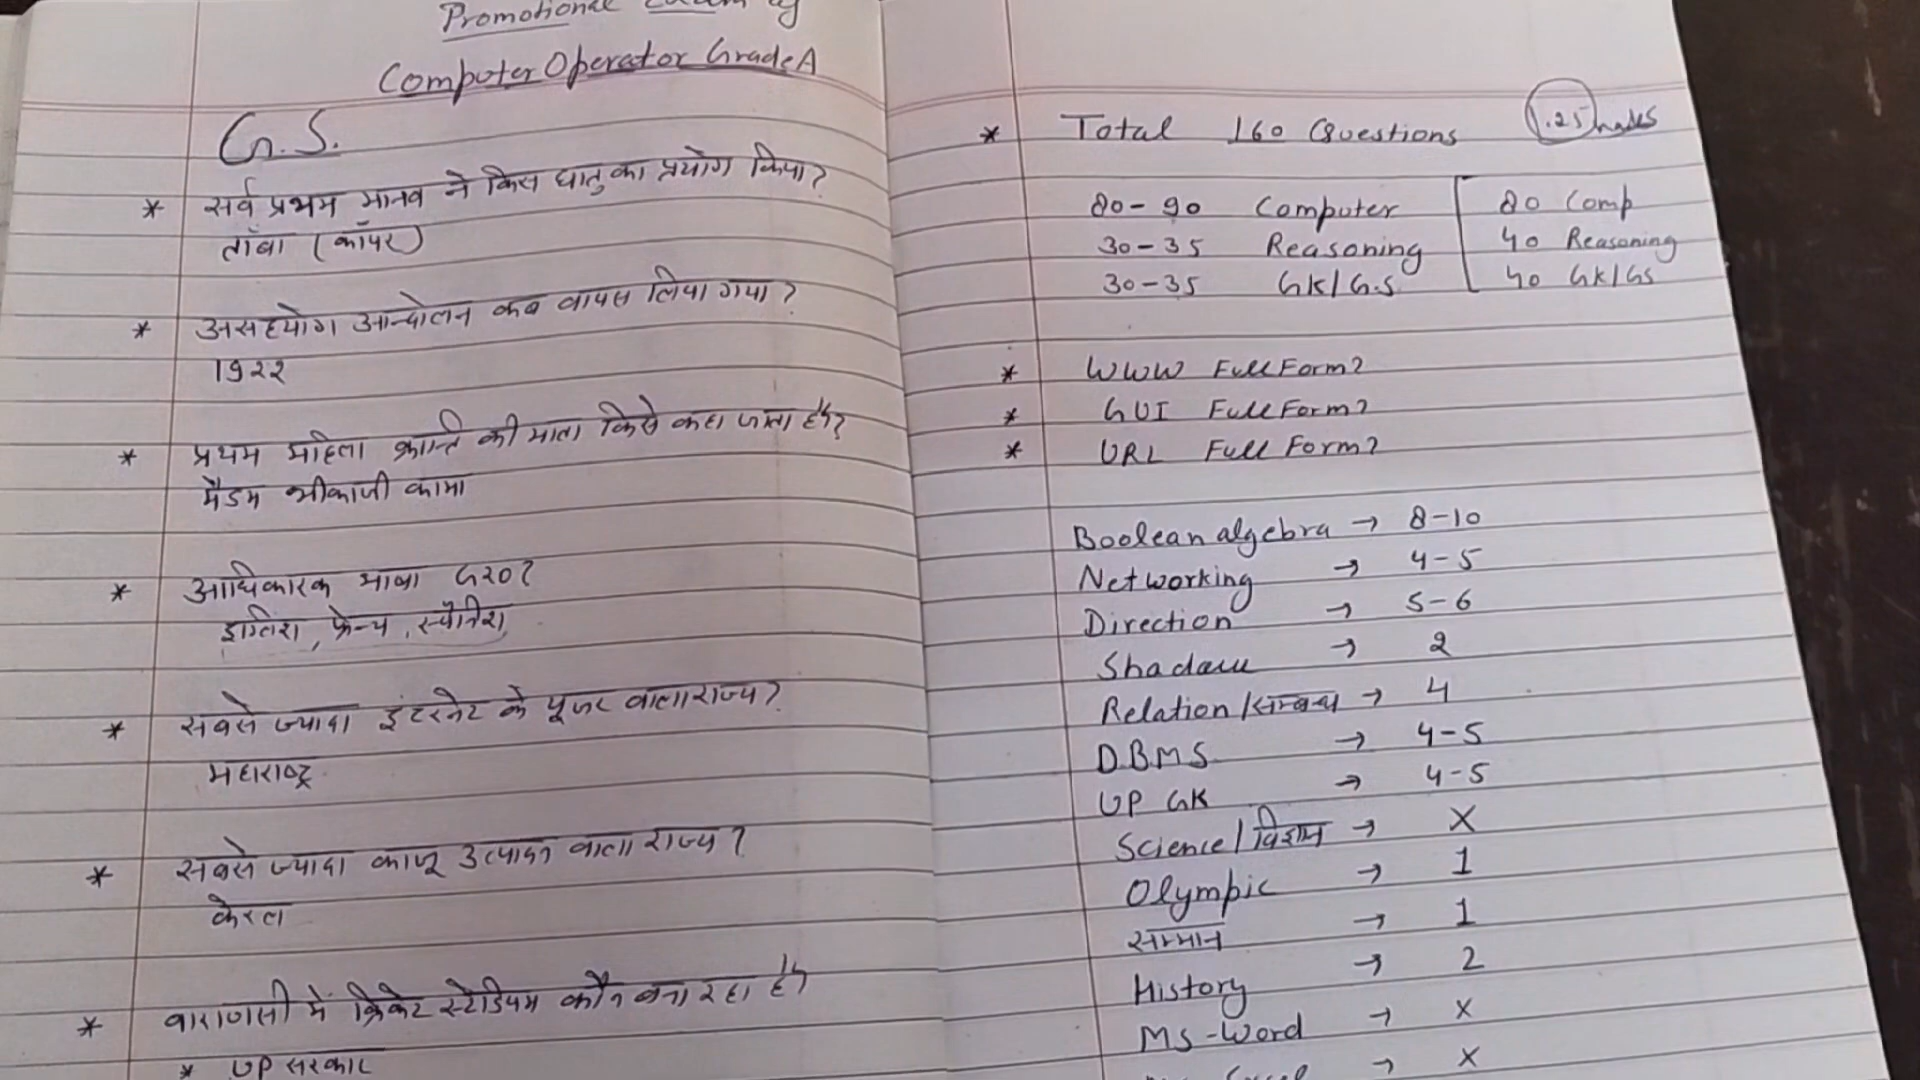 Promotional Exam of
Computer Operator Grade A
G.S.
* सर्व प्रथम मानव ने किस धातु का प्रयोग किया?
तांबा (कॉपर)
* असहयोग आन्दोलन कब वापस लिया गया?
1922
* प्रथम महिला क्रान्ति की माता किसे कहा जाता है?
मैडम भीकाजी कामा
* आधिकारिक भाषा G20?
इंग्लिश, फ्रेन्च, स्पेनिश
* सबसे ज्यादा इंटरनेट के यूजर वाला राज्य?
महाराष्ट्र
* सबसे ज्यादा काजू उत्पादन वाला राज्य?
केरल
* वाराणसी में क्रिकेट स्टेडियम कौन बना रहा है
* UP सरकार
* Total 160 Questions 1.25 Marks
80-90 Computer 80 Comp
30-35 Reasoning 40 Reasoning
30-35 GK/G.S 40 GK/GS
* WWW Full Form?
* GUI Full Form?
* URL Full Form?
Boolean algebra → 8-10
Networking → 4-5
Direction → 5-6
Shadow → 2
Relation/सम्बन्ध → 4
DBMS → 4-5
UP GK → 4-5
Science/विज्ञान → X
Olympic → 1
सम्मान → 1
History → 2
MS-Word → X
→ X